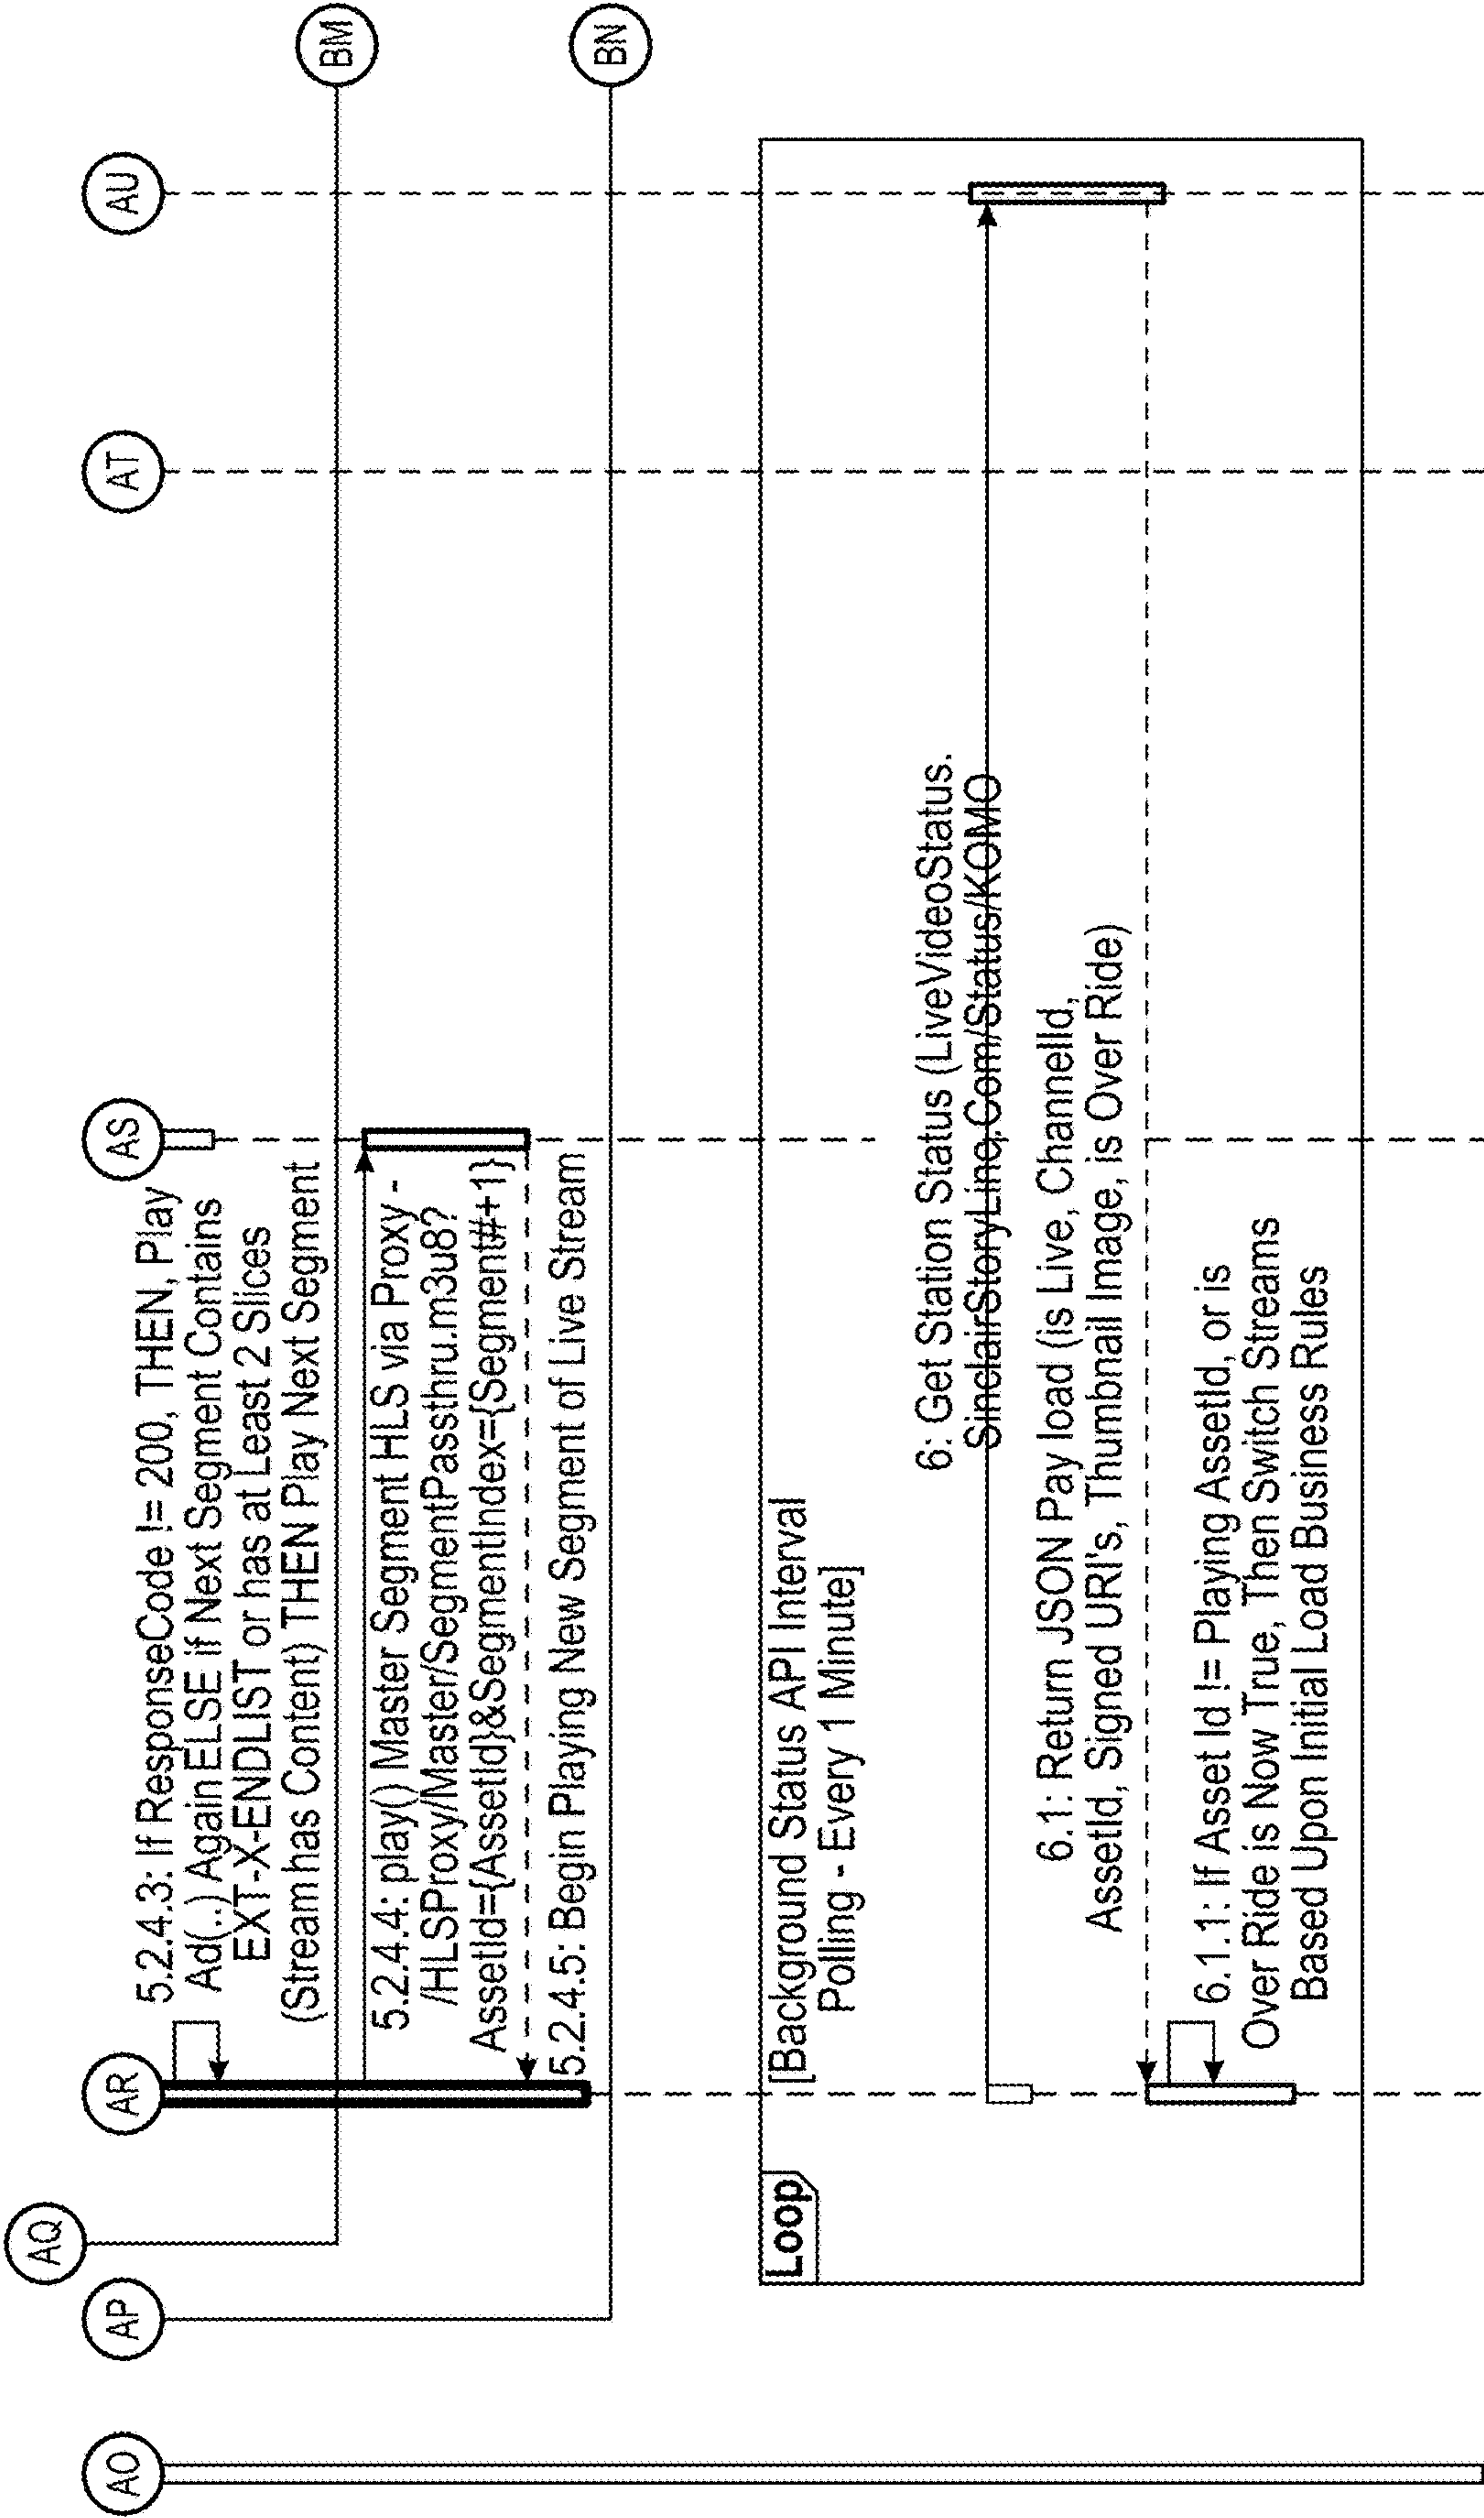 AO
AP
AQ
AR
AS
AT
AU
BM
BN
5.2.4.3: If ResponseCode != 200, THEN, Play
Ad(..) Again ELSE if Next Segment Contains
EXT-X-ENDLIST or has at Least 2 Slices
(Stream has Content) THEN Play Next Segment
5.2.4.4: play() Master Segment HLS via Proxy -
/HLSProxy/Master/SegmentPassthru.m3u8?
AssetId={AssetId}&SegmentIndex={Segment#+1}
5.2.4.5: Begin Playing New Segment of Live Stream
Loop
[Background Status API Interval
Polling - Every 1 Minute]
6: Get Station Status (LiveVideoStatus.
SinclairStoryLine.Com/Status/KOMO
6.1: Return JSON Pay load (is Live, ChannelId,
AssetId, Signed URI's, Thumbnail Image, is Over Ride)
6.1.1: If Asset Id != Playing AssetId, or is
Over Ride is Now True, Then Switch Streams
Based Upon Initial Load Business Rules